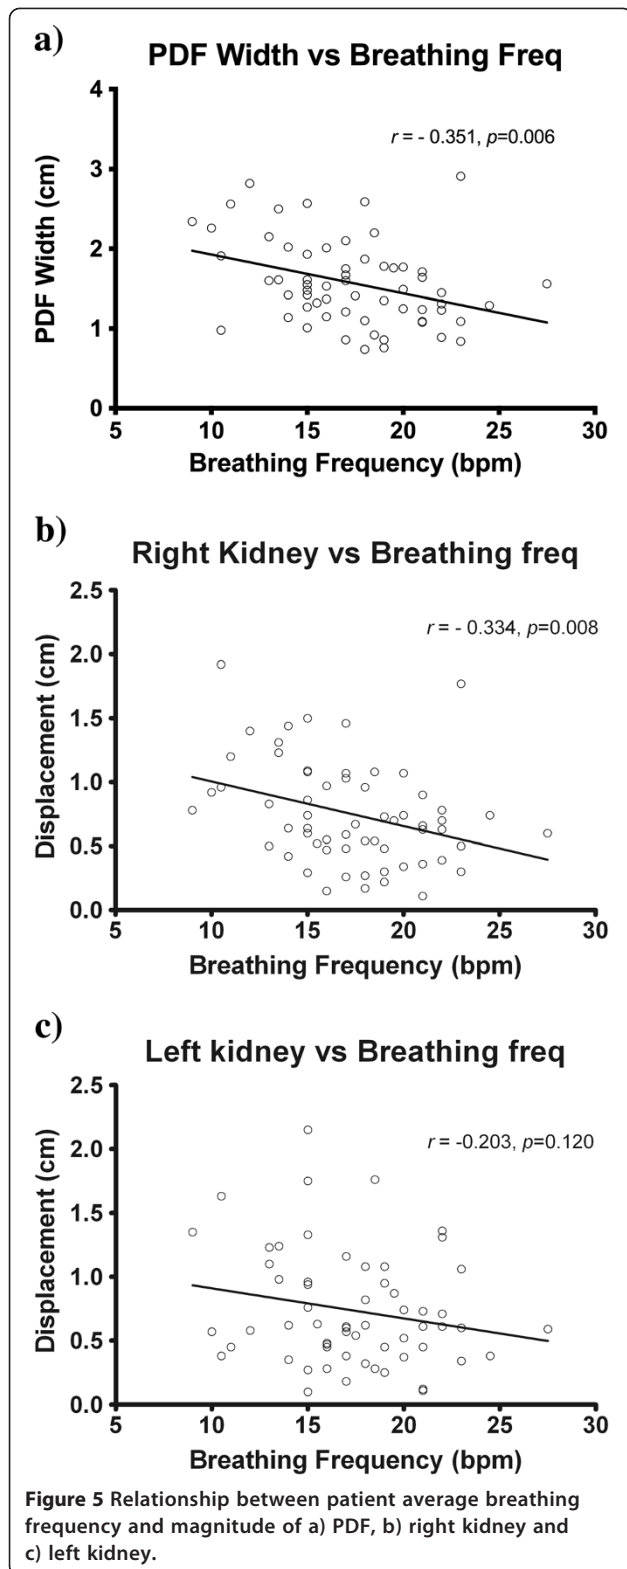 a)
PDF Width vs Breathing Freq
r = - 0.351, p=0.006
PDF Width (cm)
4
3
2
1
0
5 10 15 20 25 30
Breathing Frequency (bpm)
b)
Right Kidney vs Breathing freq
r = - 0.334, p=0.008
Displacement (cm)
2.5
2.0
1.5
1.0
0.5
0.0
5 10 15 20 25 30
Breathing Frequency (bpm)
c)
Left kidney vs Breathing freq
r = -0.203, p=0.120
Displacement (cm)
2.5
2.0
1.5
1.0
0.5
0.0
5 10 15 20 25 30
Breathing Frequency (bpm)
Figure 5 Relationship between patient average breathing
frequency and magnitude of a) PDF, b) right kidney and
c) left kidney.